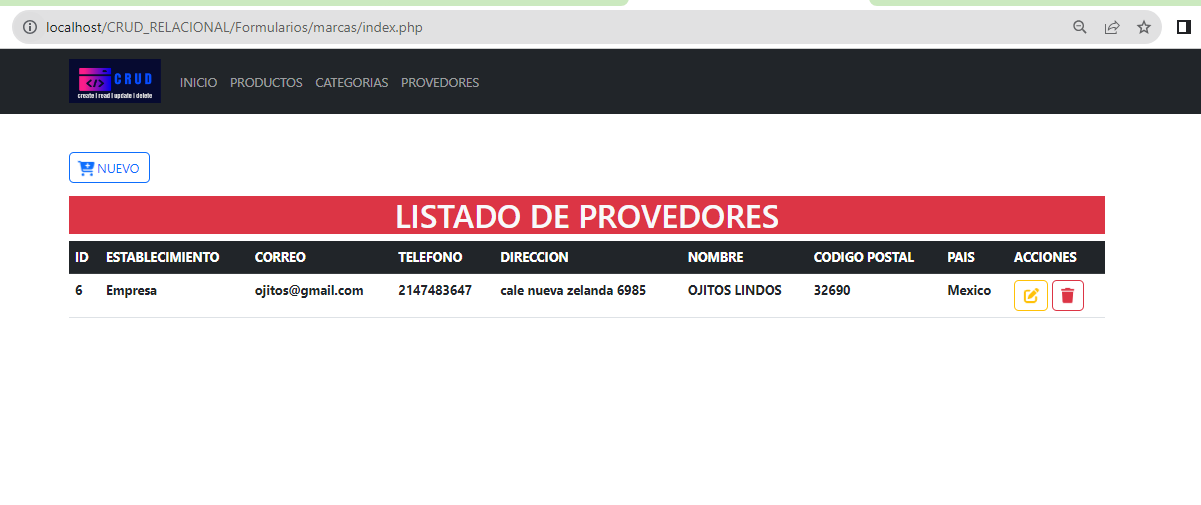 localhost/CRUD_RELACIONAL/Formularios/marcas/index.php
</> CRUD
create | read | update | delete
INICIO PRODUCTOS CATEGORIAS PROVEDORES
NUEVO
LISTADO DE PROVEDORES
ID ESTABLECIMIENTO CORREO TELEFONO DIRECCION NOMBRE CODIGO POSTAL PAIS ACCIONES
6 Empresa ojitos@gmail.com 2147483647 cale nueva zelanda 6985 OJITOS LINDOS 32690 Mexico